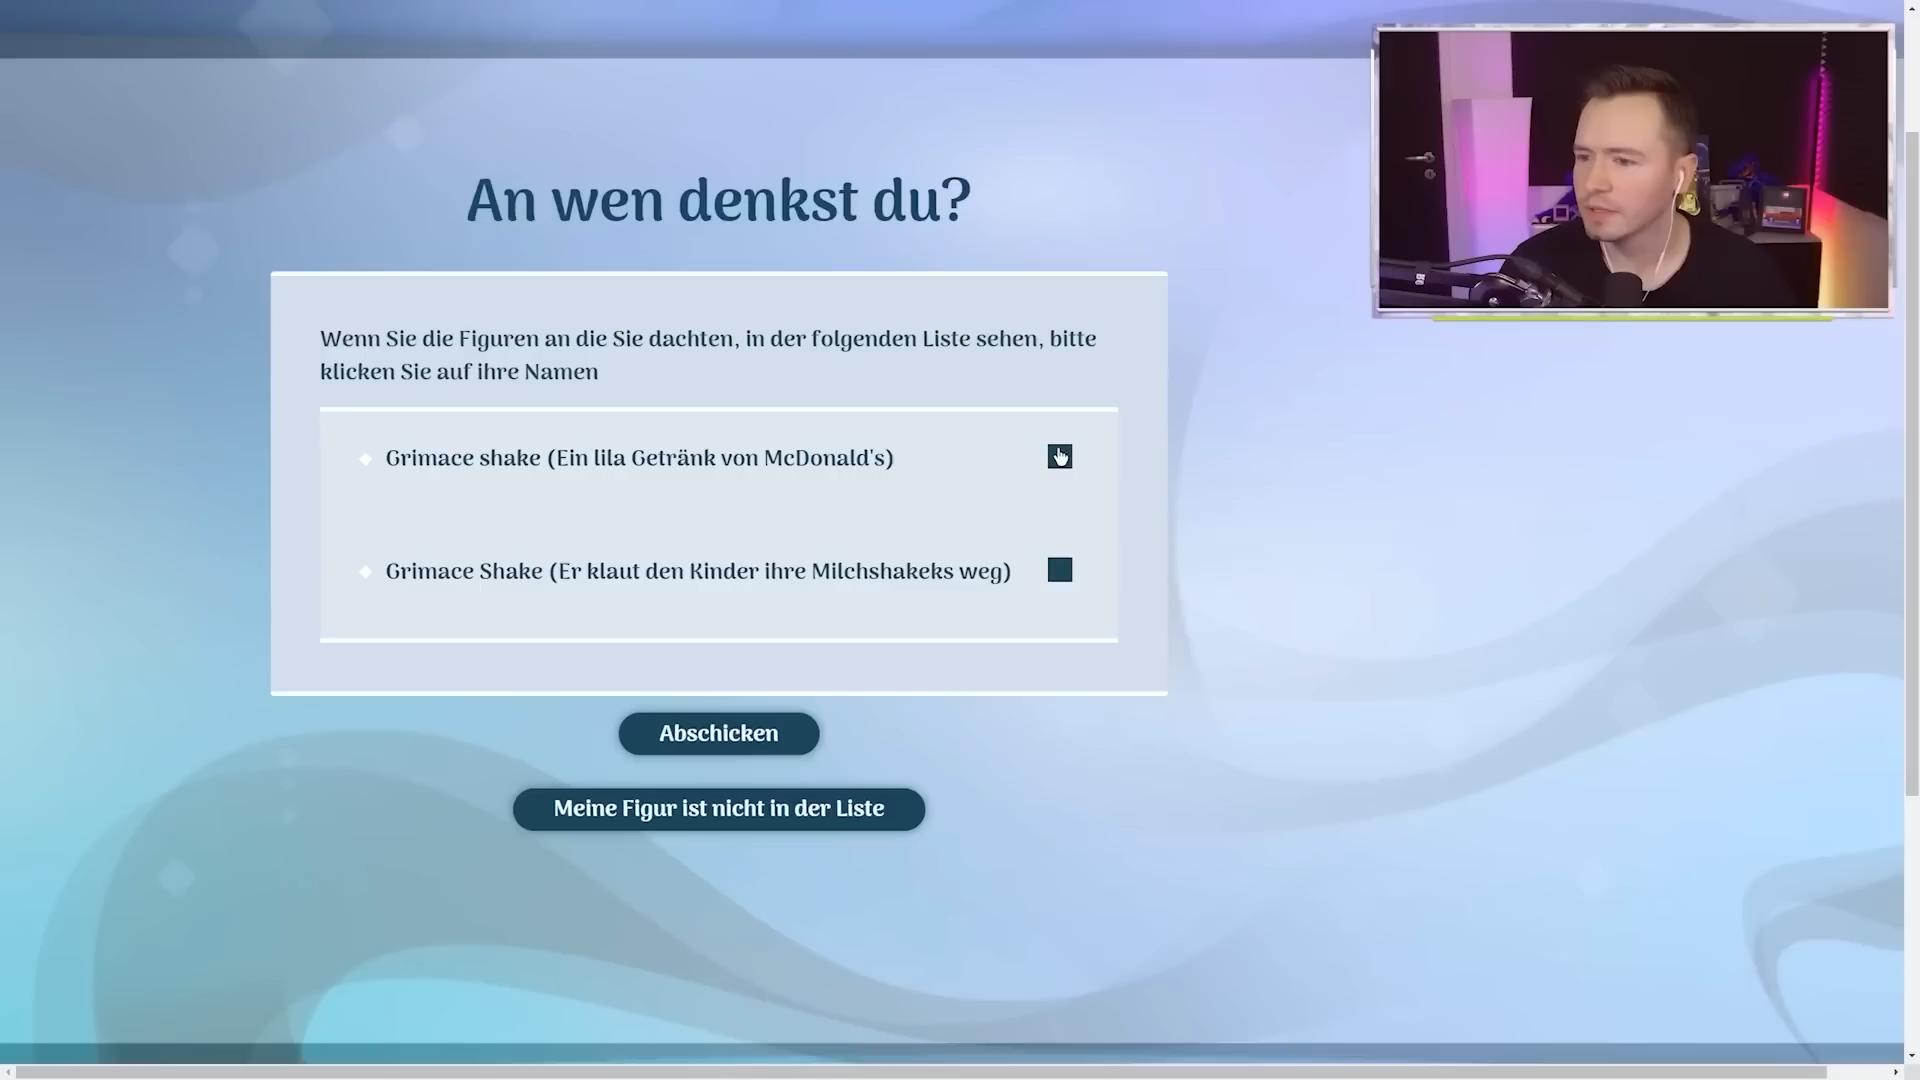 An wen denkst du?
Wenn Sie die Figuren an die Sie dachten, in der folgenden Liste sehen, bitte
klicken Sie auf ihre Namen
Grimace shake (Ein lila Getränk von McDonald's)
Grimace Shake (Er klaut den Kinder ihre Milchshakeks weg)
Abschicken
Meine Figur ist nicht in der Liste